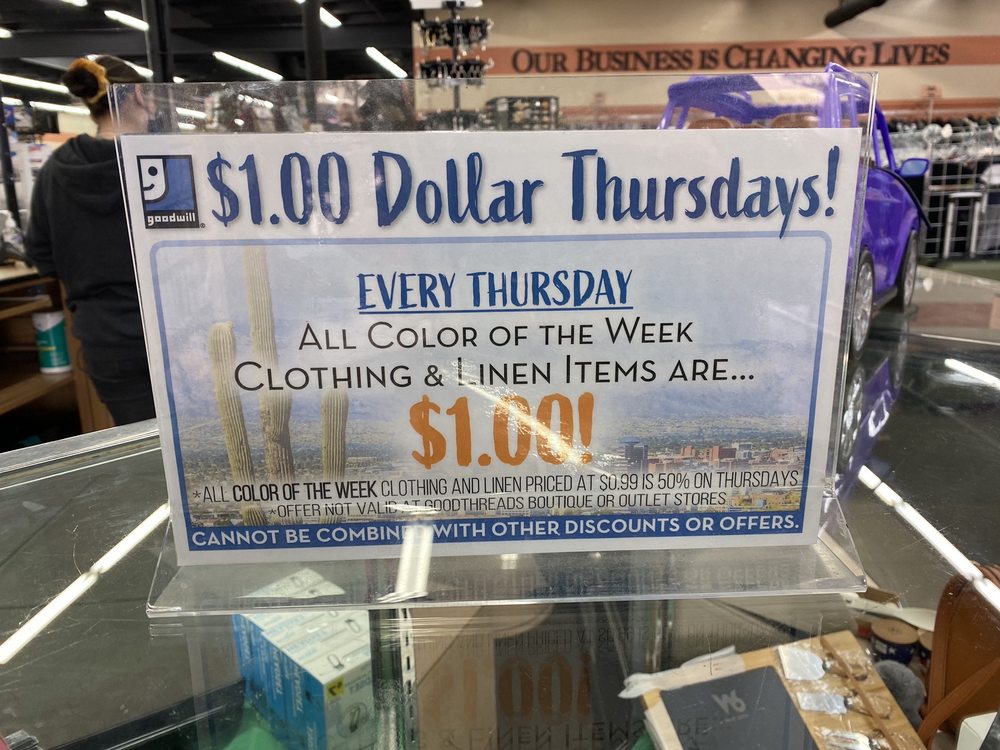 OUR BUSINESS IS CHANGING LIVES
goodwill
$1.00 Dollar Thursdays!
EVERY THURSDAY
ALL COLOR OF THE WEEK
CLOTHING & LINEN ITEMS ARE...
$1.00!
*ALL COLOR OF THE WEEK CLOTHING AND LINEN PRICED AT $0.99 IS 50% ON THURSDAYS
*OFFER NOT VALID AT GOODTHREADS BOUTIQUE OR OUTLET STORES
CANNOT BE COMBINED WITH OTHER DISCOUNTS OR OFFERS.
W6